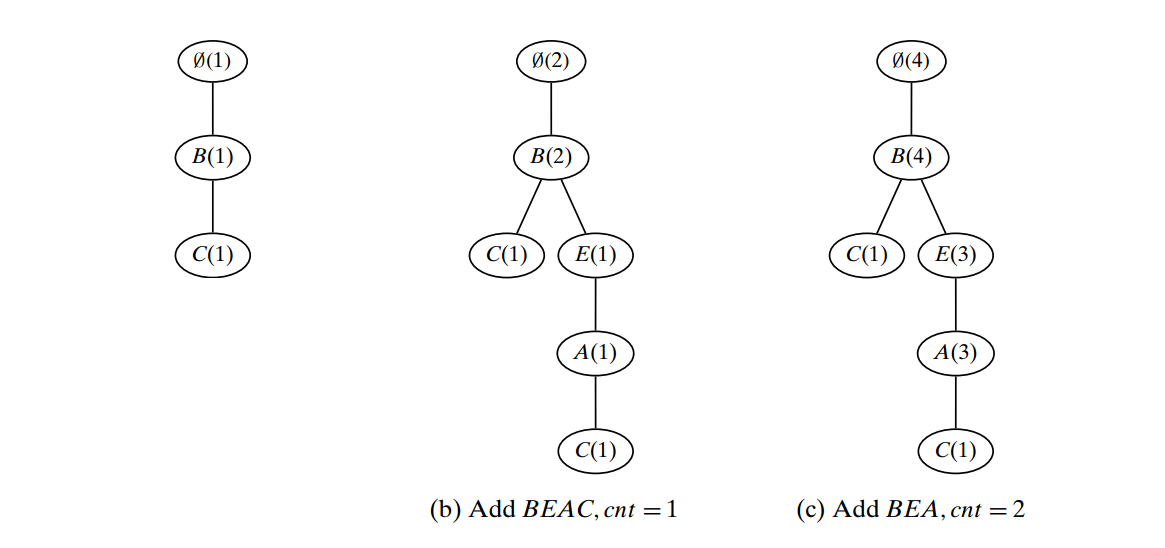 ∅(1) ∅(2) ∅(4)
B(1) B(2) B(4)
C(1) C(1) E(1) C(1) E(3)
A(1) A(3)
C(1) C(1)
(b) Add BEAC, cnt = 1 (c) Add BEA, cnt = 2